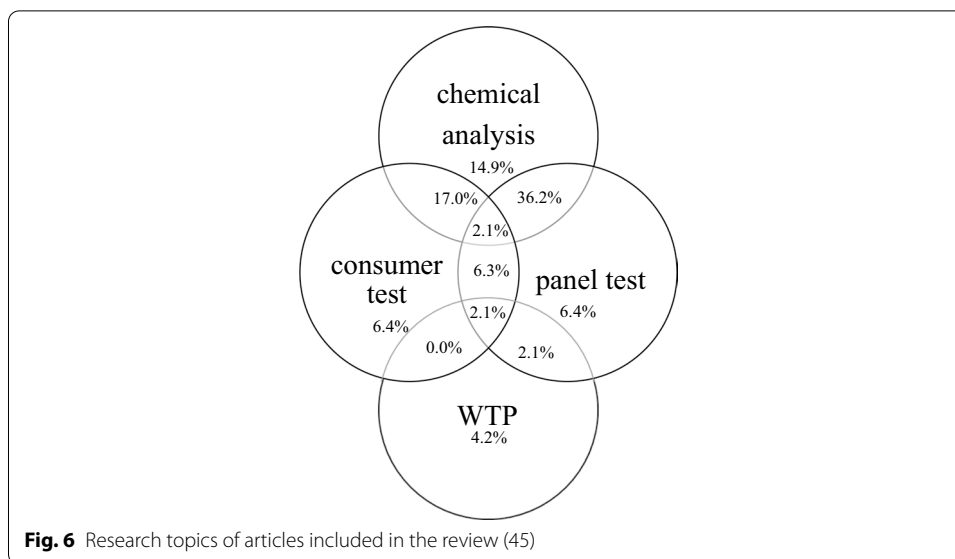 chemical
analysis
14.9%
17.0%
36.2%
2.1%
consumer
test
6.4%
6.3%
panel test
6.4%
2.1%
0.0%
2.1%
WTP
4.2%
Fig. 6 Research topics of articles included in the review (45)